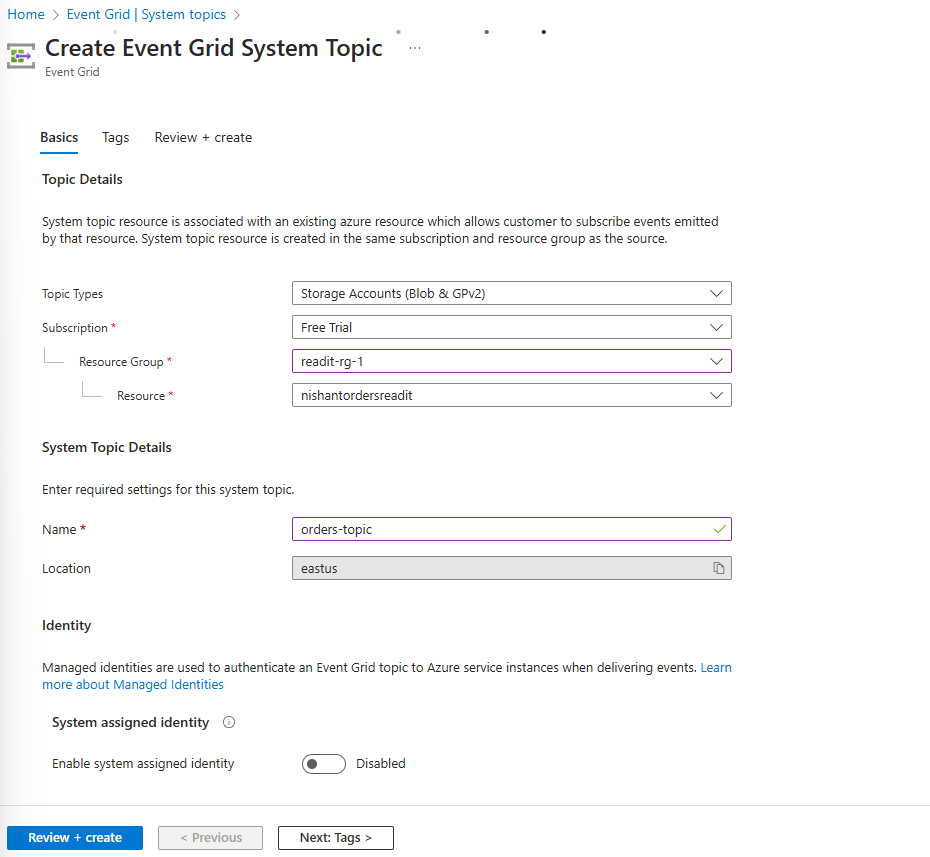 Home > Event Grid | System topics >
Create Event Grid System Topic ...
Event Grid
Basics Tags Review + create
Topic Details
System topic resource is associated with an existing azure resource which allows customer to subscribe events emitted
by that resource. System topic resource is created in the same subscription and resource group as the source.
Topic Types Storage Accounts (Blob & GPv2)
Subscription * Free Trial
Resource Group * readit-rg-1
Resource * nishantordersreadit
System Topic Details
Enter required settings for this system topic.
Name * orders-topic
Location eastus
Identity
Managed identities are used to authenticate an Event Grid topic to Azure service instances when delivering events. Learn
more about Managed Identities
System assigned identity
Enable system assigned identity Disabled
Review + create < Previous Next: Tags >